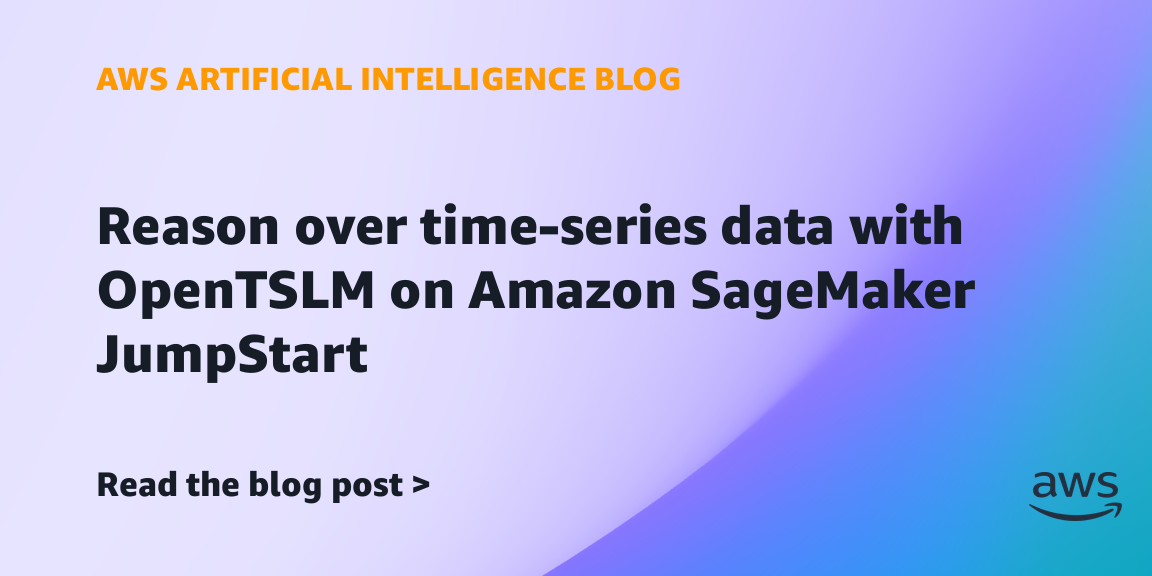 AWS ARTIFICIAL INTELLIGENCE BLOG
Reason over time-series data with
OpenTSLM on Amazon SageMaker
JumpStart
Read the blog post >
aws